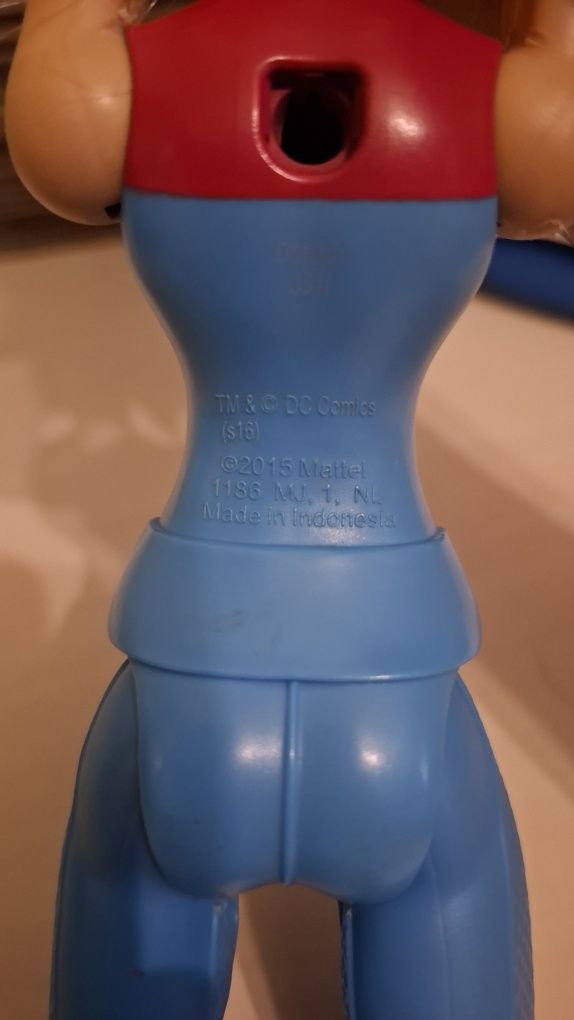 TM & © DC Comics
(s16)
©2015 Mattel
1186 MJ, 1, NL
Made in Indonesia